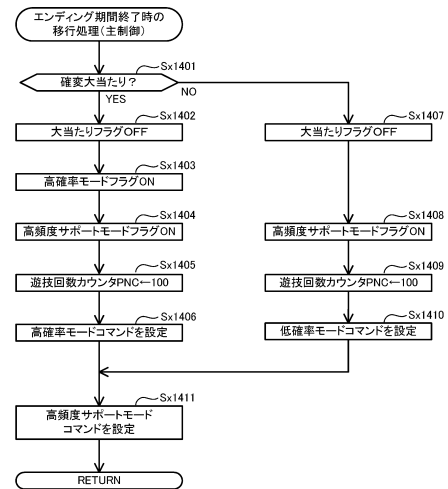 エンディング期間終了時の
移行処理(主制御)
Sx1401
確変大当たり?
YES
NO
Sx1402
大当たりフラグOFF
Sx1403
高確率モードフラグON
Sx1404
高頻度サポートモードフラグON
Sx1405
遊技回数カウンタPNC←100
Sx1406
高確率モードコマンドを設定
Sx1407
大当たりフラグOFF
Sx1408
高頻度サポートモードフラグON
Sx1409
遊技回数カウンタPNC←100
Sx1410
低確率モードコマンドを設定
Sx1411
高頻度サポートモード
コマンドを設定
RETURN